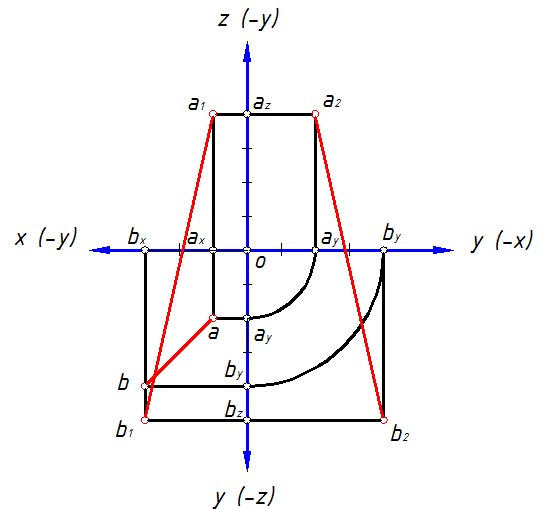 z (-y)
a1 az a2
bx ax ay by
x (-y) o y (-x)
a ay
b by
b1 bz b2
y (-z)